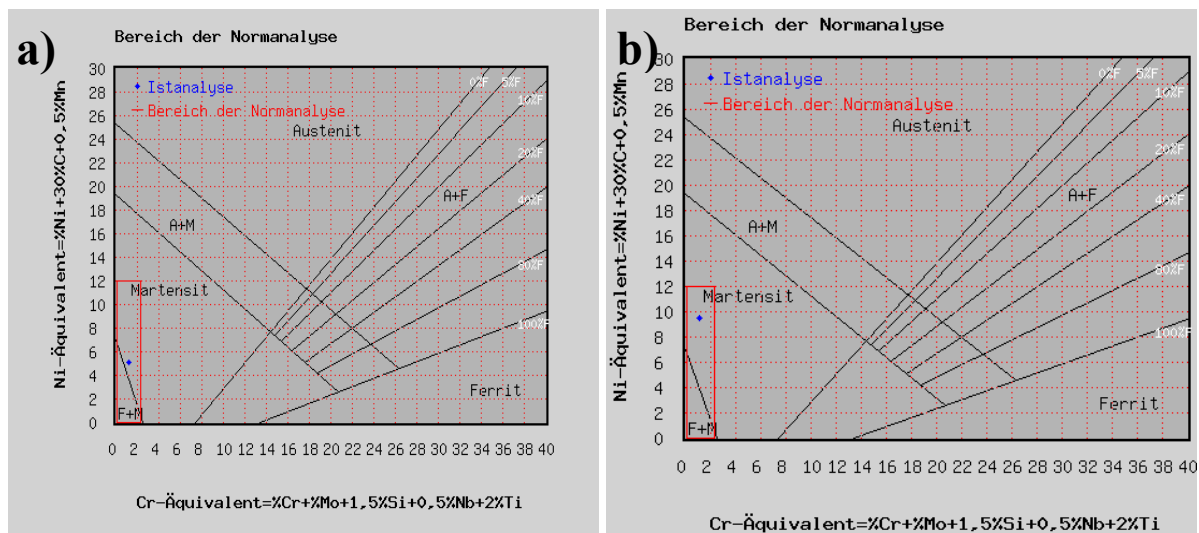 a)
Bereich der Normanalyse
Ni-Äquivalent=%Ni+30%C+0,5%Mn
30
28
26
24
22
20
18
16
14
12
10
8
6
4
2
0
Istanalyse
Bereich der Normanalyse
Austenit
A+M
A+F
Martensit
F+M
Ferrit
0%F
5%F
10%F
20%F
40%F
80%F
100%F
0 2 4 6 8 10 12 14 16 18 20 22 24 26 28 30 32 34 36 38 40
Cr-Äquivalent=%Cr+%Mo+1,5%Si+0,5%Nb+2%Ti
b)
Bereich der Normanalyse
Ni-Äquivalent=%Ni+30%C+0,5%Mn
30
28
26
24
22
20
18
16
14
12
10
8
6
4
2
0
Istanalyse
Bereich der Normanalyse
Austenit
A+M
A+F
Martensit
F+M
Ferrit
0%F
5%F
10%F
20%F
40%F
80%F
100%F
0 2 4 6 8 10 12 14 16 18 20 22 24 26 28 30 32 34 36 38 40
Cr-Äquivalent=%Cr+%Mo+1,5%Si+0,5%Nb+2%Ti